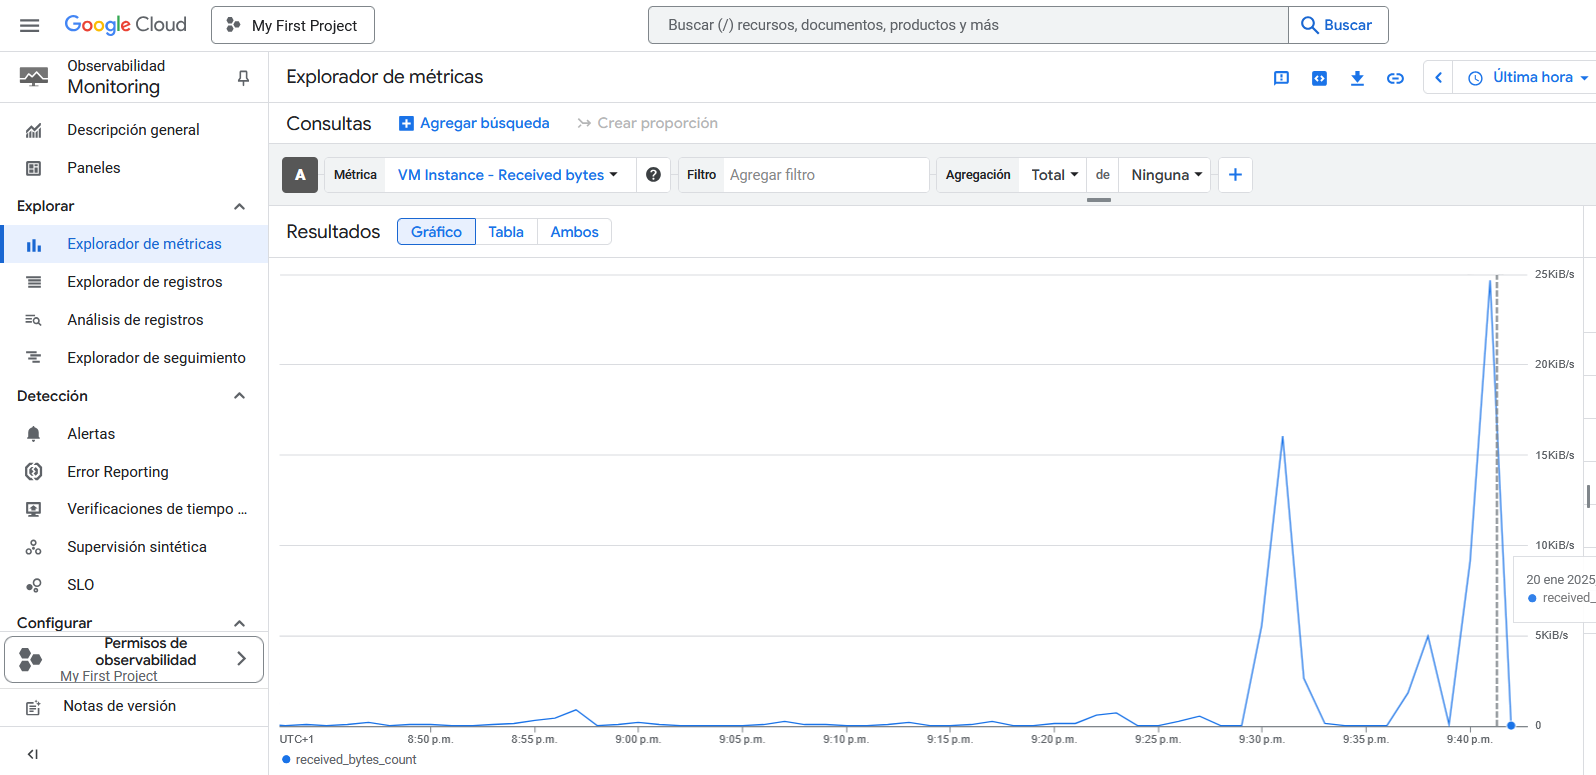 Google Cloud
My First Project
Buscar (/) recursos, documentos, productos y más
Buscar
Observabilidad
Monitoring
Descripción general
Paneles
Explorar
Explorador de métricas
Explorador de registros
Análisis de registros
Explorador de seguimiento
Detección
Alertas
Error Reporting
Verificaciones de tiempo ...
Supervisión sintética
SLO
Configurar
Permisos de
observabilidad
My First Project
Notas de versión
Explorador de métricas
Última hora
Consultas
Agregar búsqueda
Crear proporción
A
Métrica
VM Instance - Received bytes
Filtro
Agregar filtro
Agregación
Total
de
Ninguna
Resultados
Gráfico
Tabla
Ambos
25KiB/s
20KiB/s
15KiB/s
10KiB/s
5KiB/s
0
20 ene 2025
received_
UTC+1
8:50 p.m.
8:55 p.m.
9:00 p.m.
9:05 p.m.
9:10 p.m.
9:15 p.m.
9:20 p.m.
9:25 p.m.
9:30 p.m.
9:35 p.m.
9:40 p.m.
received_bytes_count